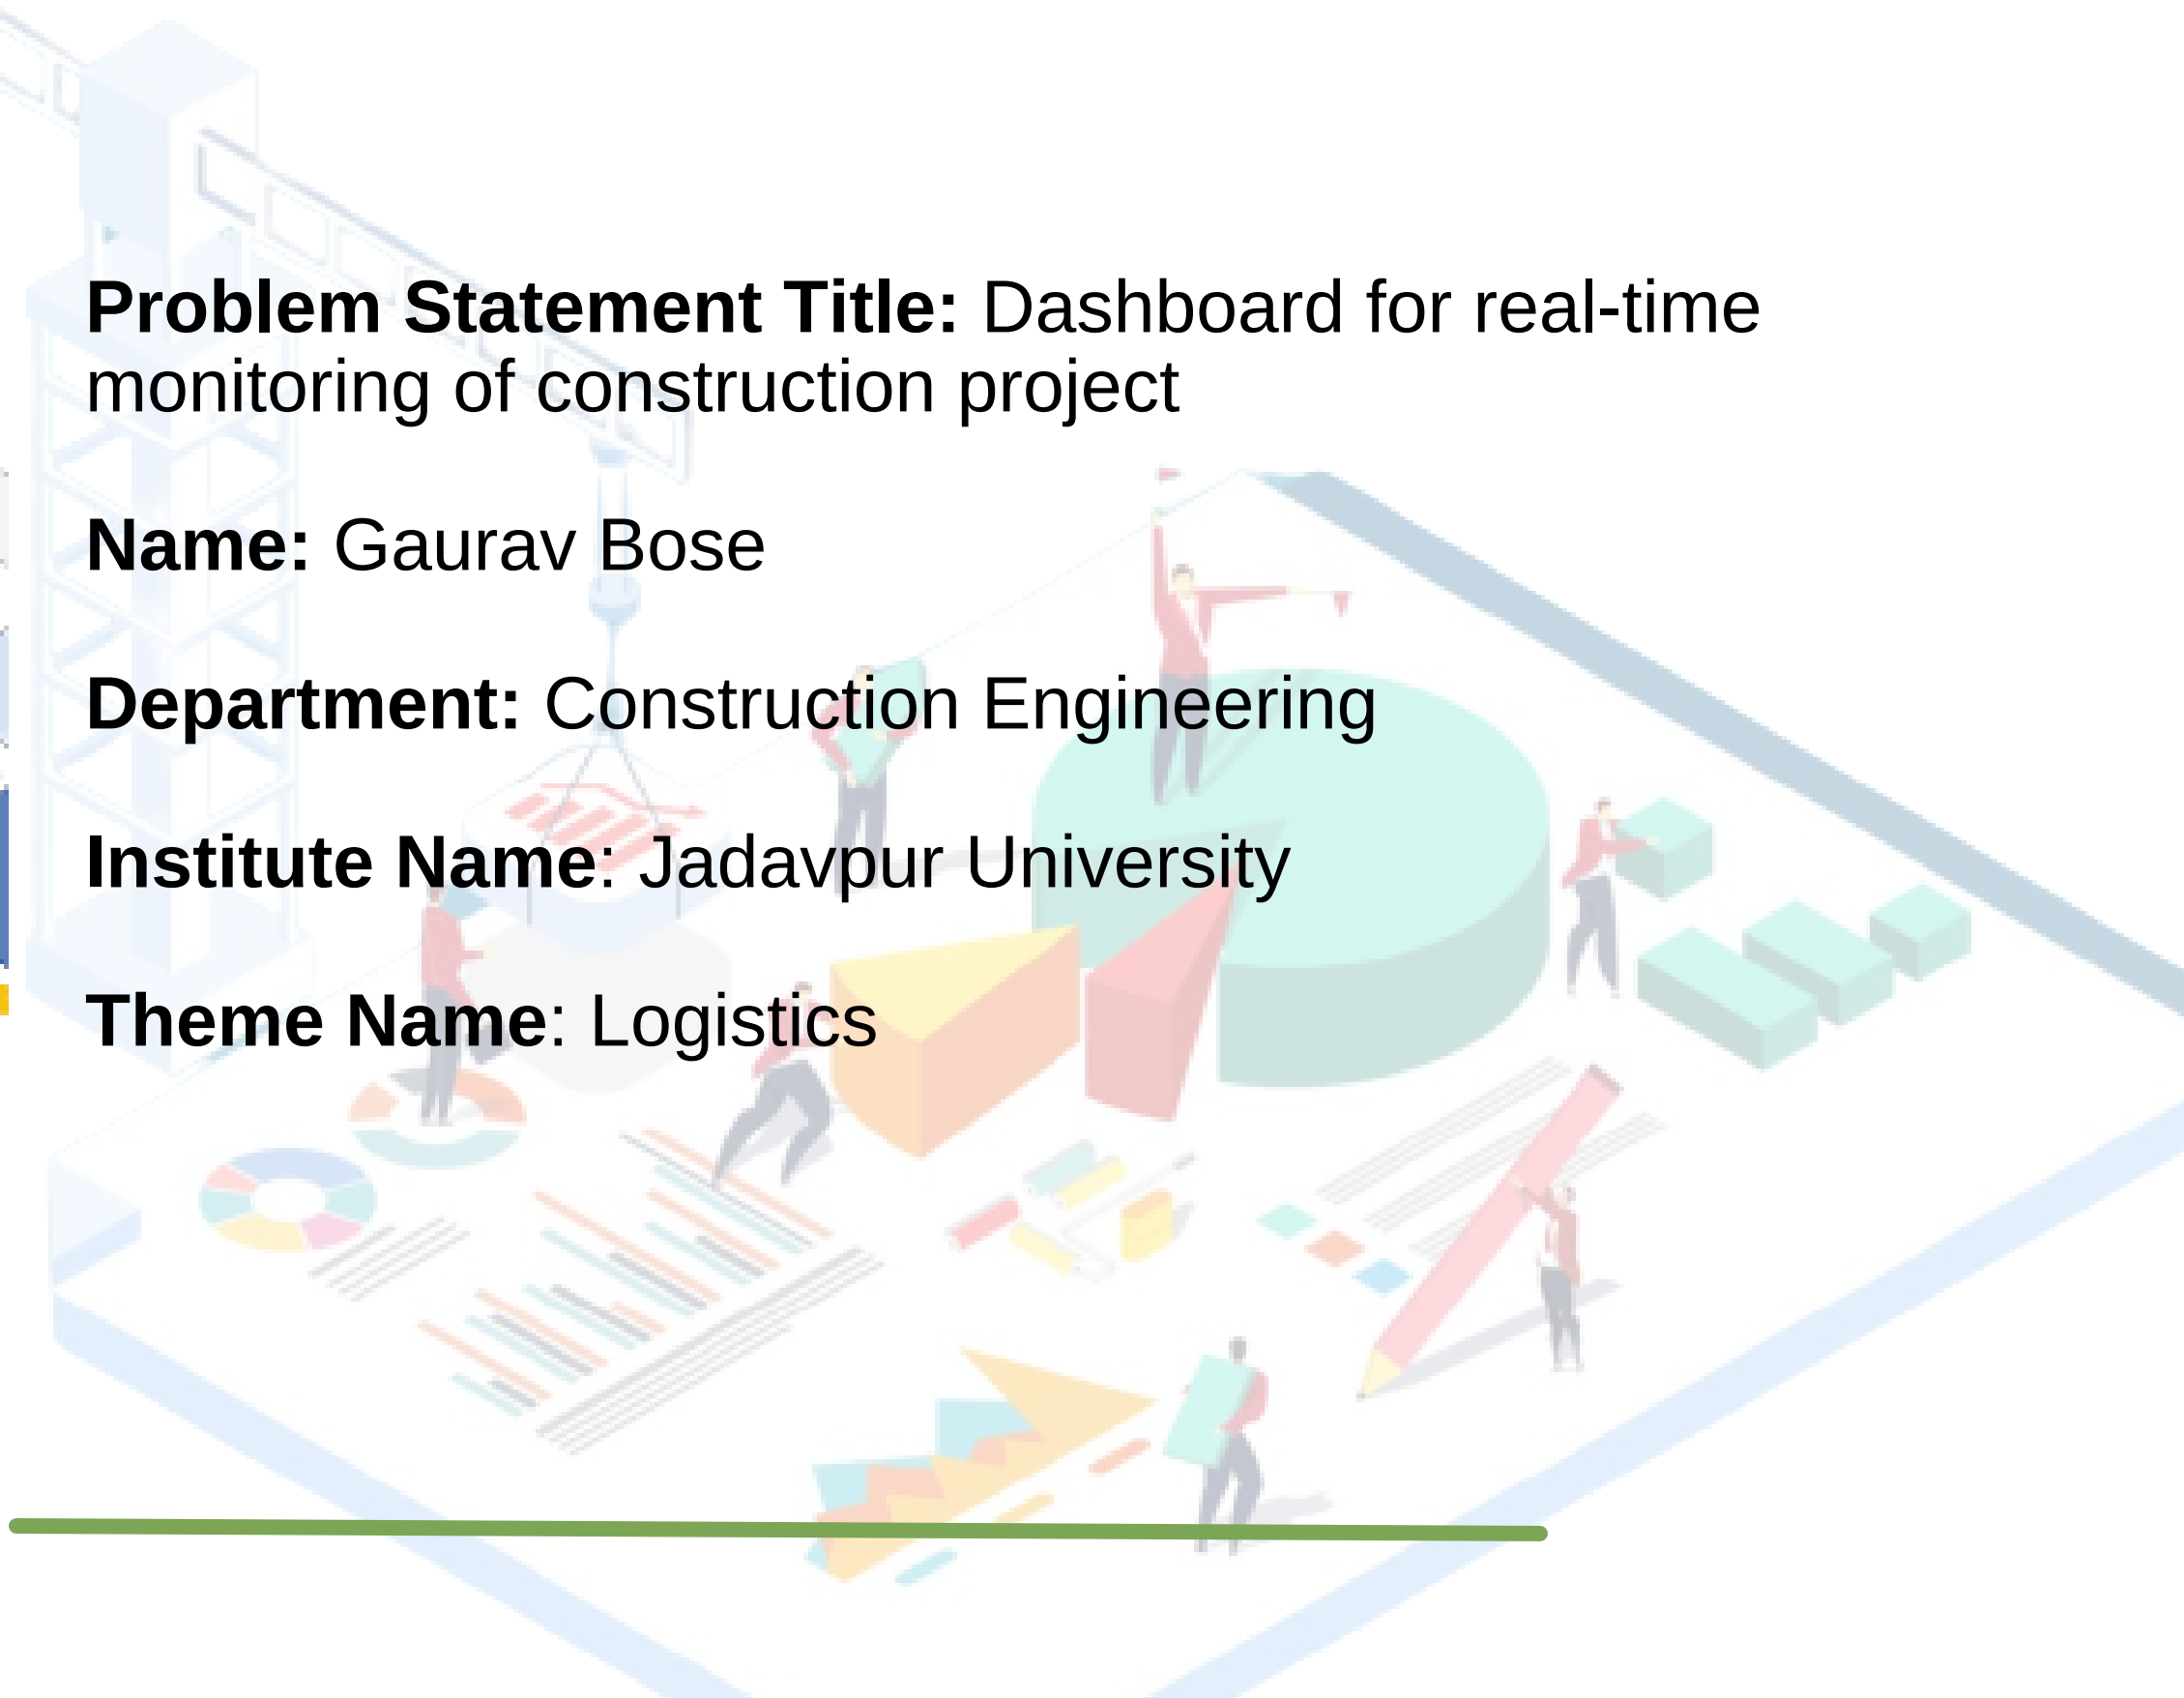 Problem Statement Title: Dashboard for real-time
monitoring of construction project
Name: Gaurav Bose
Department: Construction Engineering
Institute Name: Jadavpur University
Theme Name: Logistics